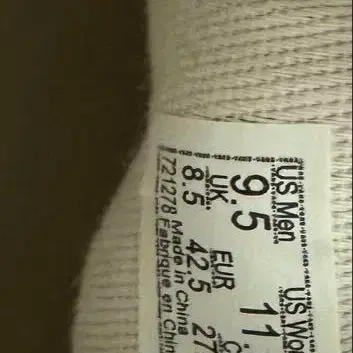 US Men US Wo
9.5 11
UK EUR C
8.5 42.5 27
721278 Made in China
Fabriqué en Chin